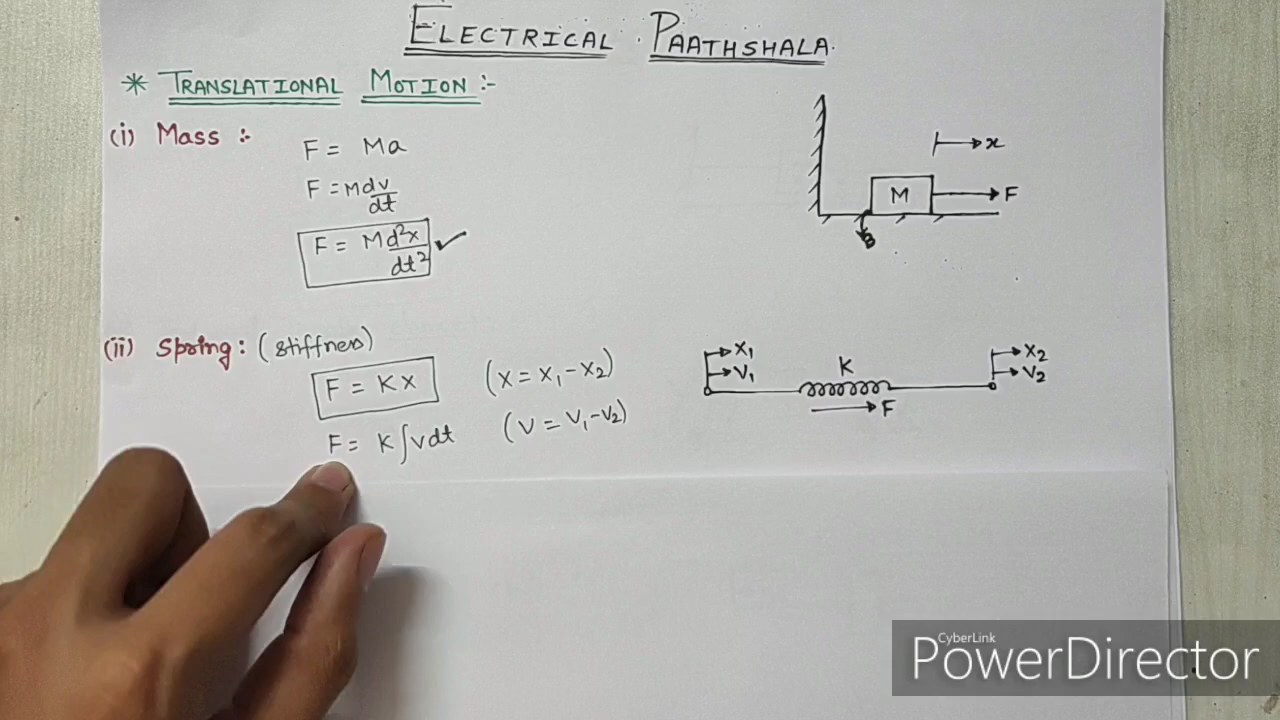 ELECTRICAL PAATHSHALA.
* TRANSLATIONAL MOTION :-
(i) Mass :-
F = Ma
F = M dv/dt
F = M d²x/dt²
x
M
F
B
(ii) Spring : (stiffness)
F = Kx (x = x₁-x₂)
F = K∫vdt (v = v₁-v₂)
x₁
v₁
K
F
x₂
v₂
CyberLink
PowerDirector